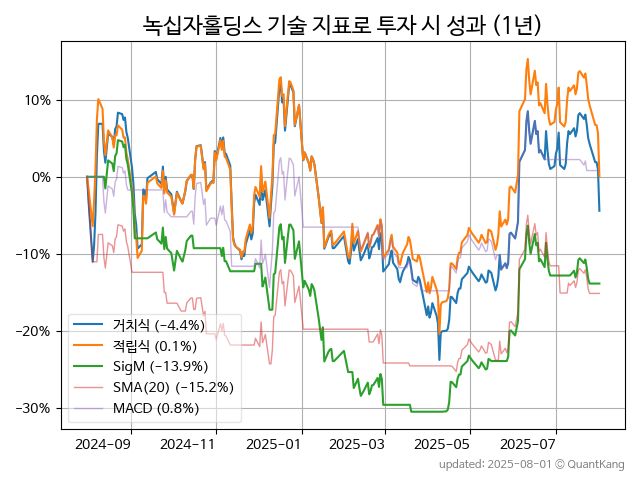 녹십자홀딩스 기술 지표로 투자 시 성과 (1년)
10%
0%
−10%
−20%
−30%
거치식 (−4.4%)
적립식 (0.1%)
SigM (−13.9%)
SMA(20) (−15.2%)
MACD (0.8%)
2024-09
2024-11
2025-01
2025-03
2025-05
2025-07
updated: 2025-08-01 © QuantKang